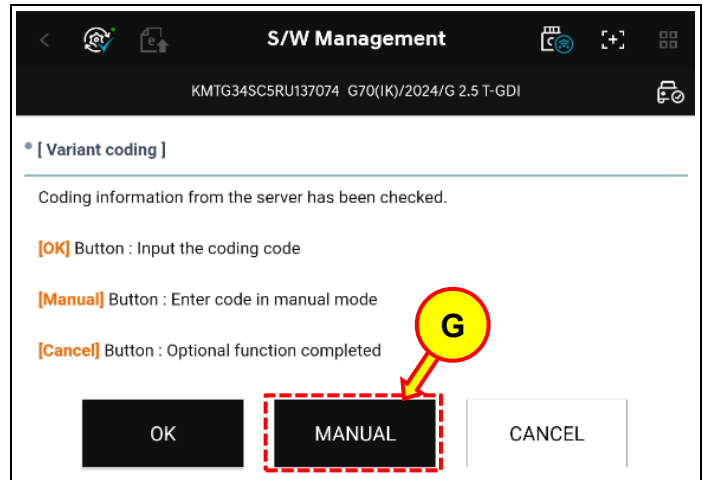 S/W Management
KMTG34SC5RU137074 G70(IK)/2024/G 2.5 T-GDI
[ Variant coding ]
Coding information from the server has been checked.
[OK] Button : Input the coding code
[Manual] Button : Enter code in manual mode
[Cancel] Button : Optional function completed
G
OK MANUAL CANCEL